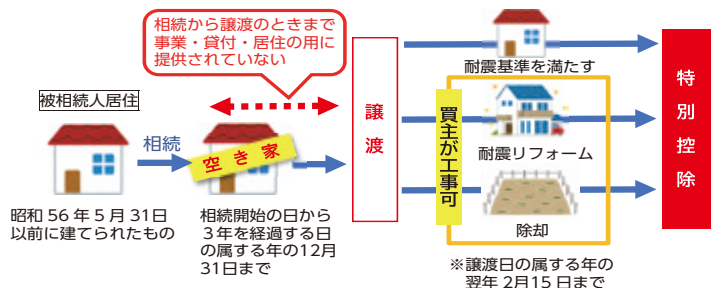 相続から譲渡のときまで
事業・貸付・居住の用に
提供されていない
被相続人居住
相続
空き家
昭和 56 年 5 月 31日
以前に建てられたもの
相続開始の日から
３年を経過する日
の属する年の12月
31日まで
譲渡
耐震基準を満たす
買主が工事可
耐震リフォーム
除却
※譲渡日の属する年の
翌年 2月15 日まで
特別控除